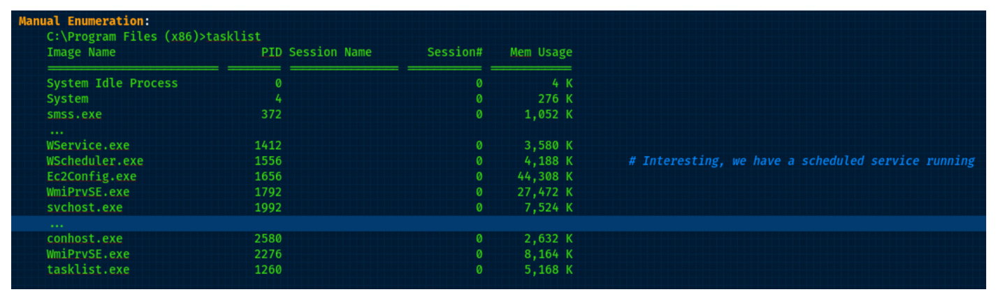 Manual Enumeration:
C:\Program Files (x86)>tasklist
Image Name PID Session Name Session# Mem Usage
========================= ======== ================ =========== ============
System Idle Process 0 0 4 K
System 4 0 276 K
smss.exe 372 0 1,052 K
...
WService.exe 1412 0 3,580 K
WScheduler.exe 1556 0 4,188 K # Interesting, we have a scheduled service running
Ec2Config.exe 1656 0 44,308 K
WmiPrvSE.exe 1792 0 27,472 K
svchost.exe 1992 0 7,524 K
...
conhost.exe 2580 0 2,632 K
WmiPrvSE.exe 2276 0 8,164 K
tasklist.exe 1260 0 5,168 K